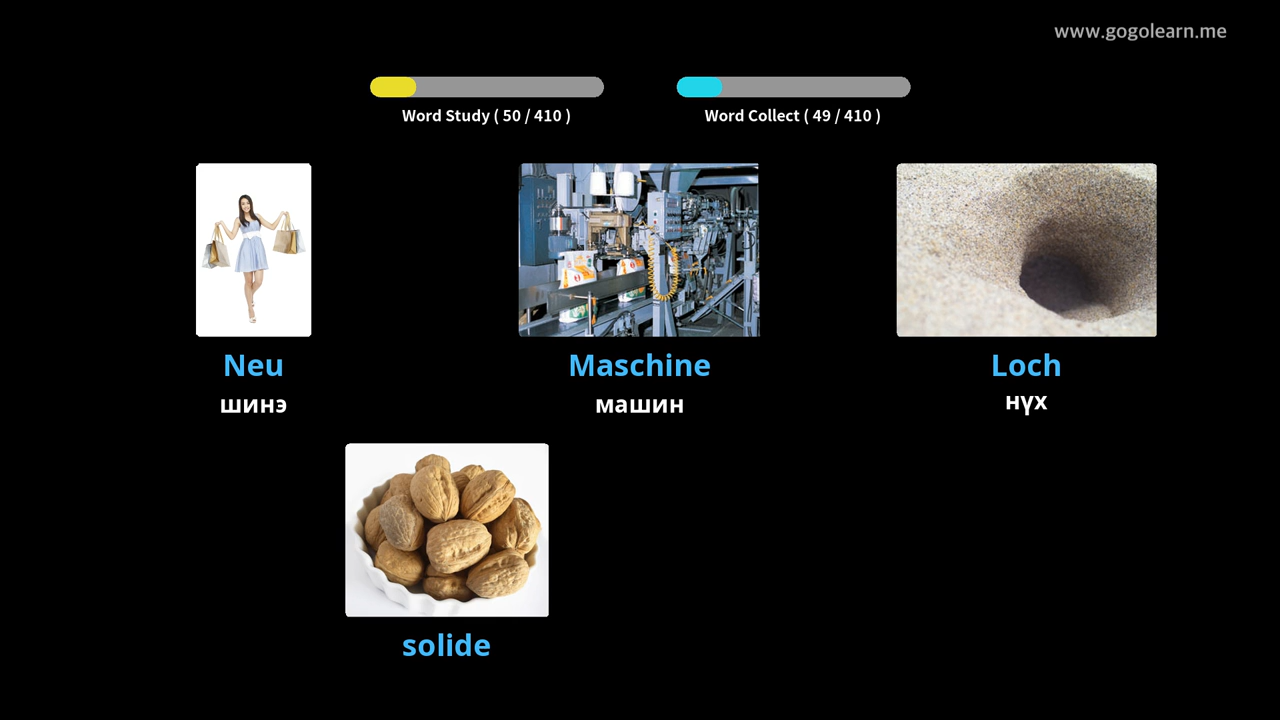 www.gogolearn.me
Word Study ( 50 / 410 )
Word Collect ( 49 / 410 )
Neu
шинэ
Maschine
машин
Loch
нүх
solide